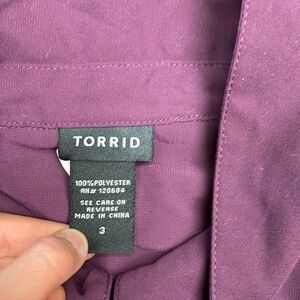 TORRID
100%POLYESTER
RN# 120684
SEE CARE ON
REVERSE
MADE IN CHINA
3